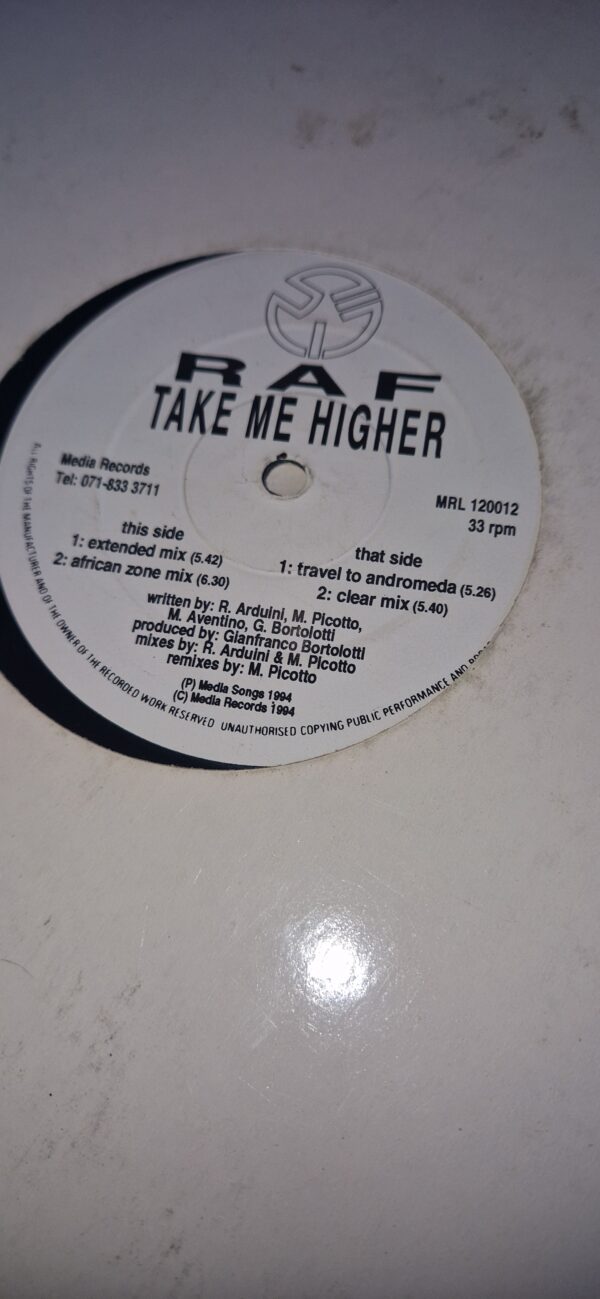 RAF
TAKE ME HIGHER
Media Records
Tel: 071-833 3711
MRL 120012
33 rpm
this side
1: extended mix (5.42)
2: african zone mix (6.30)
that side
1: travel to andromeda (5.26)
2: clear mix (5.40)
written by: R. Arduini, M. Picotto,
M. Aventino, G. Bortolotti
produced by: Gianfranco Bortolotti
mixes by: R. Arduini & M. Picotto
remixes by: M. Picotto
(P) Media Songs 1994
(C) Media Records 1994
ALL RIGHTS OF THE MANUFACTURER AND OF THE OWNER OF THE RECORDED WORK RESERVED UNAUTHORISED COPYING PUBLIC PERFORMANCE AND